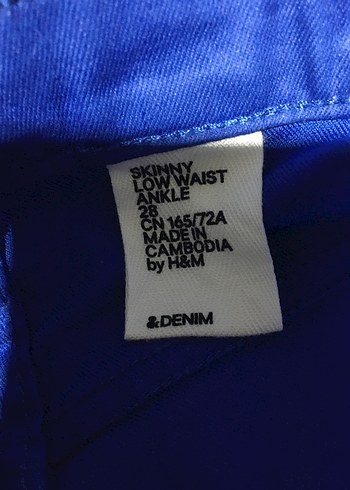 SKINNY
LOW WAIST
ANKLE
28
CN 165/72A
MADE IN
CAMBODIA
by H&M
&DENIM